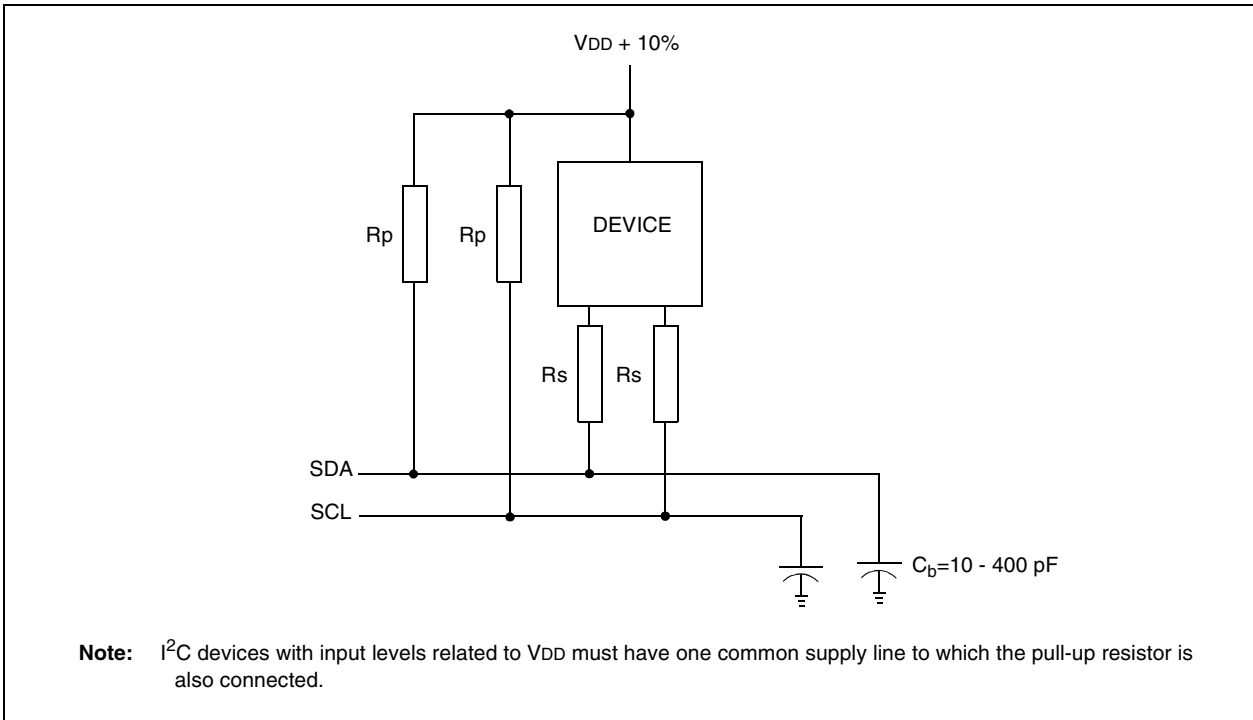 VDD + 10%
DEVICE
Rp Rp
Rs Rs
SDA
SCL
Cb=10 - 400 pF
Note: I2C devices with input levels related to VDD must have one common supply line to which the pull-up resistor is
also connected.